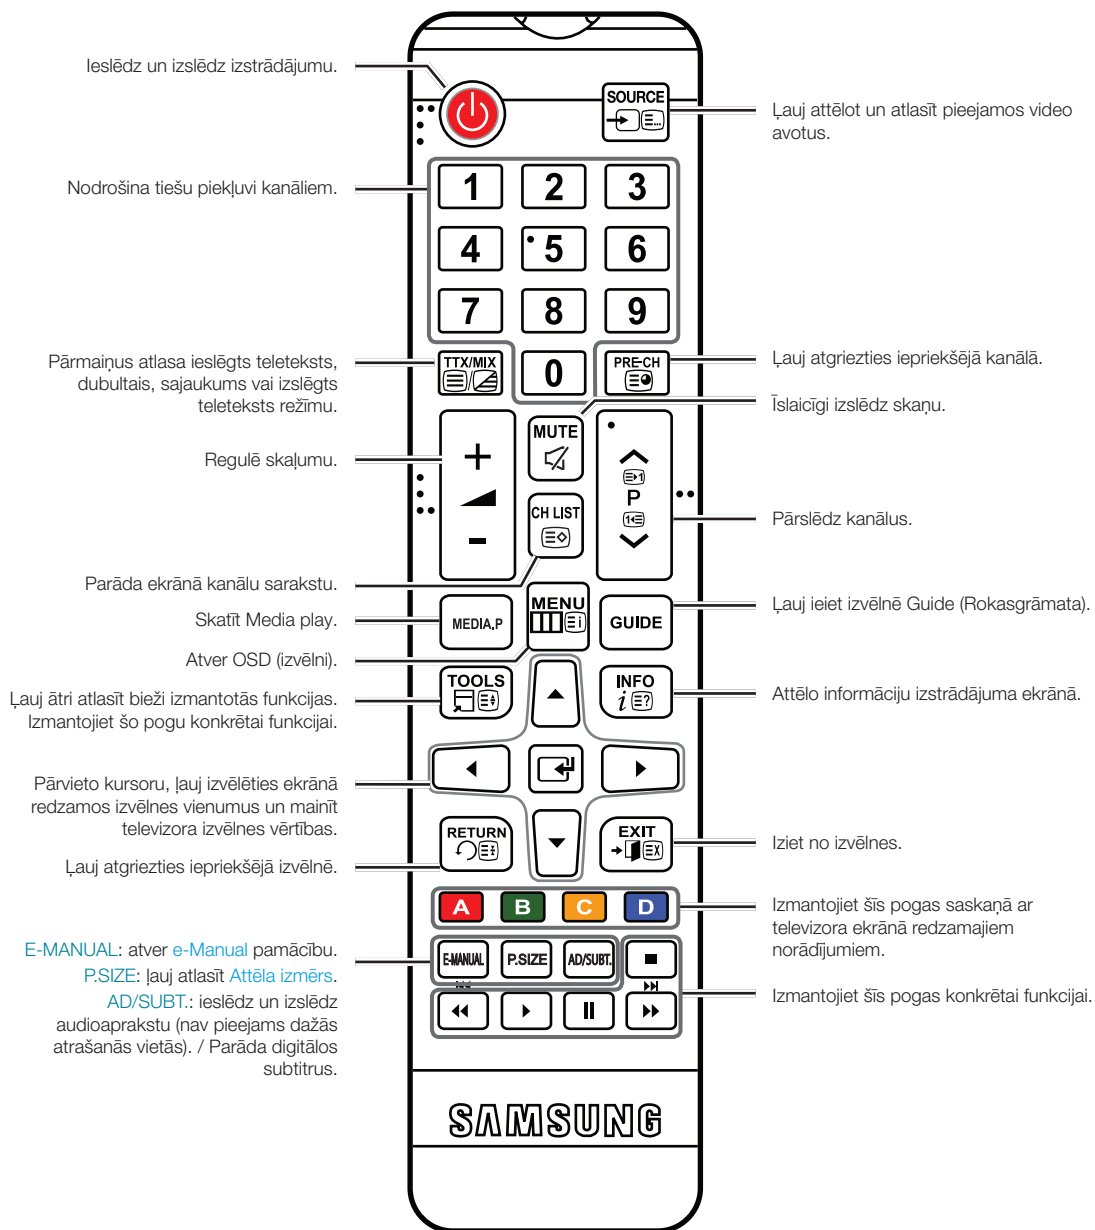 Ieslēdz un izslēdz izstrādājumu.
SOURCE
Ļauj attēlot un atlasīt pieejamos video
avotus.
Nodrošina tiešu piekļuvi kanāliem.
1 2 3
4 5 6
7 8 9
0
Pārmaiņus atlasa ieslēgts teleteksts,
dubultais, sajaukums vai izslēgts
teleteksts režīmu.
TTX/MIX
PRE-CH
Ļauj atgriezties iepriekšējā kanālā.
MUTE
Īslaicīgi izslēdz skaņu.
Regulē skaļumu.
+
-
CH LIST
P
Pārslēdz kanālus.
Parāda ekrānā kanālu sarakstu.
Skatīt Media play.
MEDIA.P
MENU
GUIDE
Ļauj ieiet izvēlnē Guide (Rokasgrāmata).
Atver OSD (izvēlni).
TOOLS
INFO
Ļauj ātri atlasīt bieži izmantotās funkcijas.
Izmantojiet šo pogu konkrētai funkcijai.
Attēlo informāciju izstrādājuma ekrānā.
Pārvieto kursoru, ļauj izvēlēties ekrānā
redzamos izvēlnes vienumus un mainīt
televizora izvēlnes vērtības.
RETURN
EXIT
Iziet no izvēlnes.
Ļauj atgriezties iepriekšējā izvēlnē.
A B C D
Izmantojiet šīs pogas saskaņā ar
televizora ekrānā redzamajiem
norādījumiem.
E-MANUAL: atver e-Manual pamācību.
P.SIZE: ļauj atlasīt Attēla izmērs.
AD/SUBT.: ieslēdz un izslēdz
audioaprakstu (nav pieejams dažās
atrašanās vietās). / Parāda digitālos
subtitrus.
E-MANUAL P.SIZE AD/SUBT.
Izmantojiet šīs pogas konkrētai funkcijai.
SAMSUNG